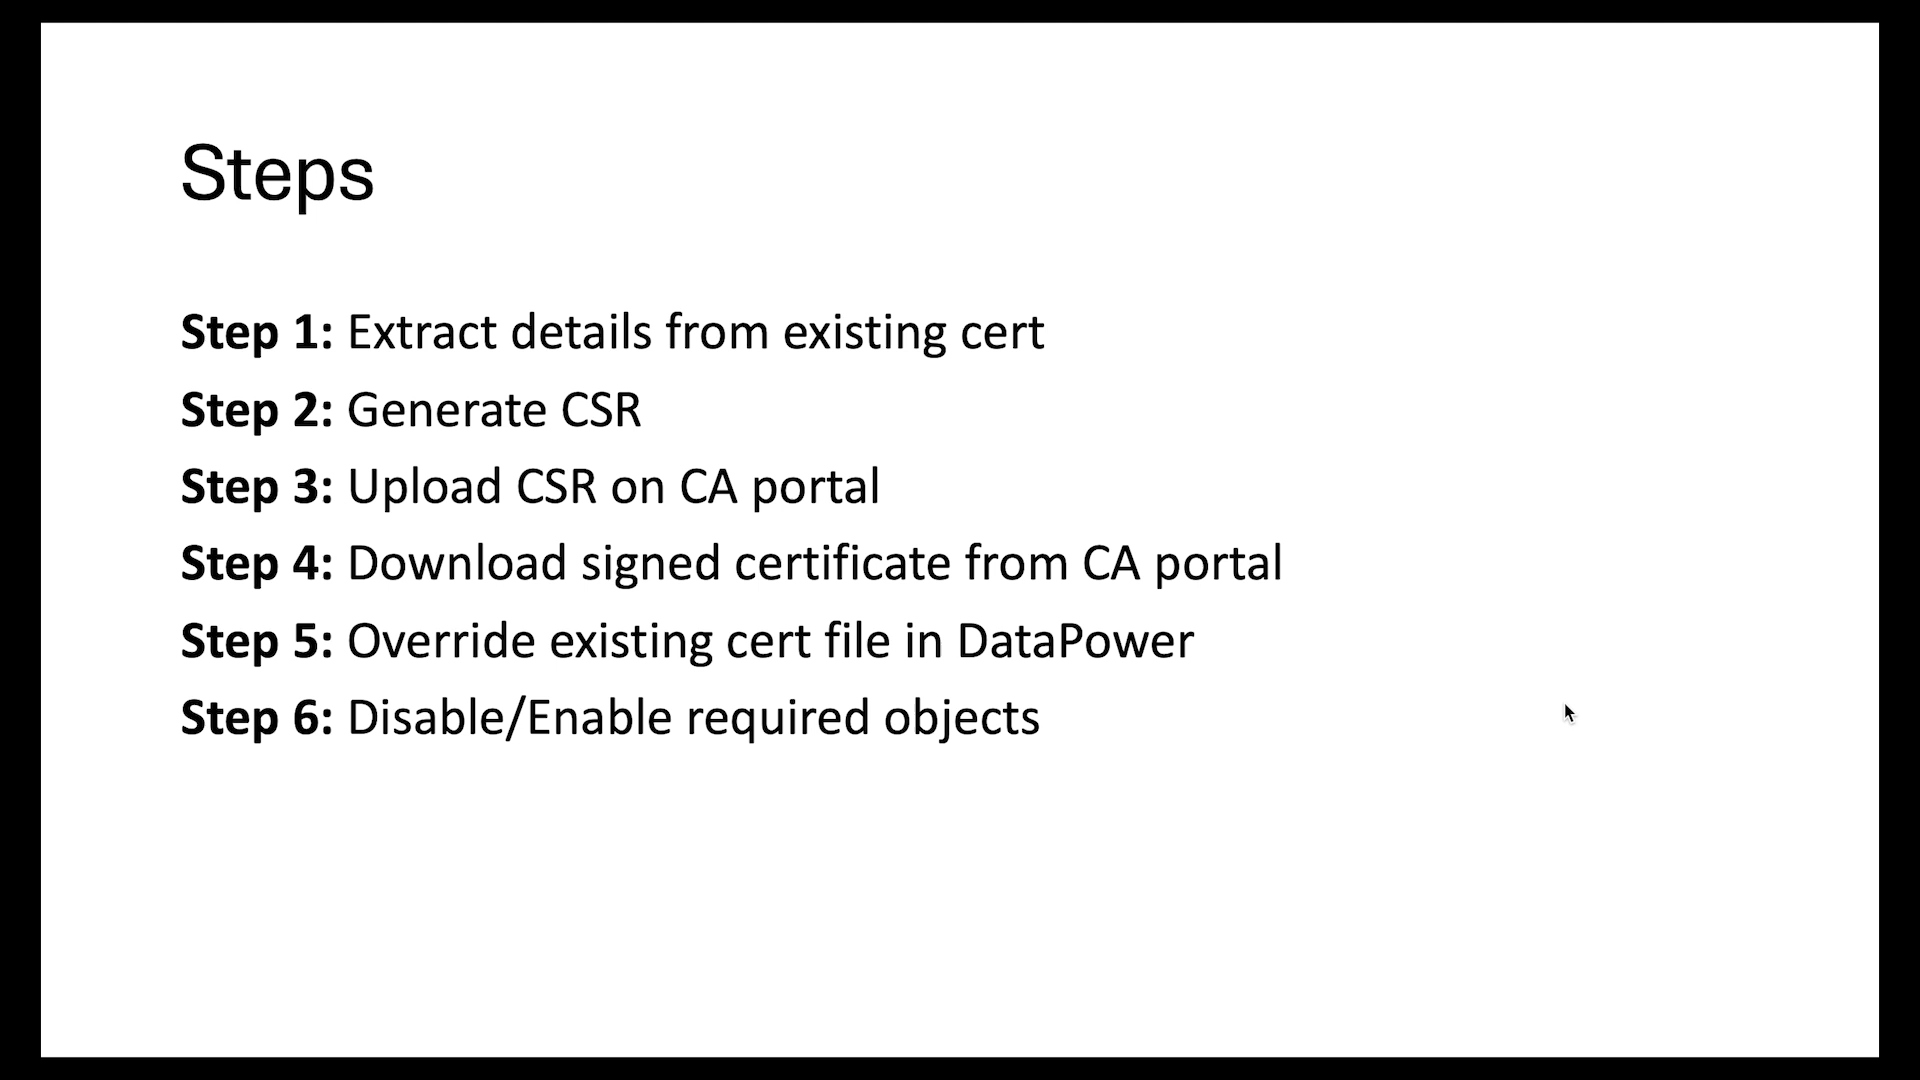 Steps
Step 1: Extract details from existing cert
Step 2: Generate CSR
Step 3: Upload CSR on CA portal
Step 4: Download signed certificate from CA portal
Step 5: Override existing cert file in DataPower
Step 6: Disable/Enable required objects